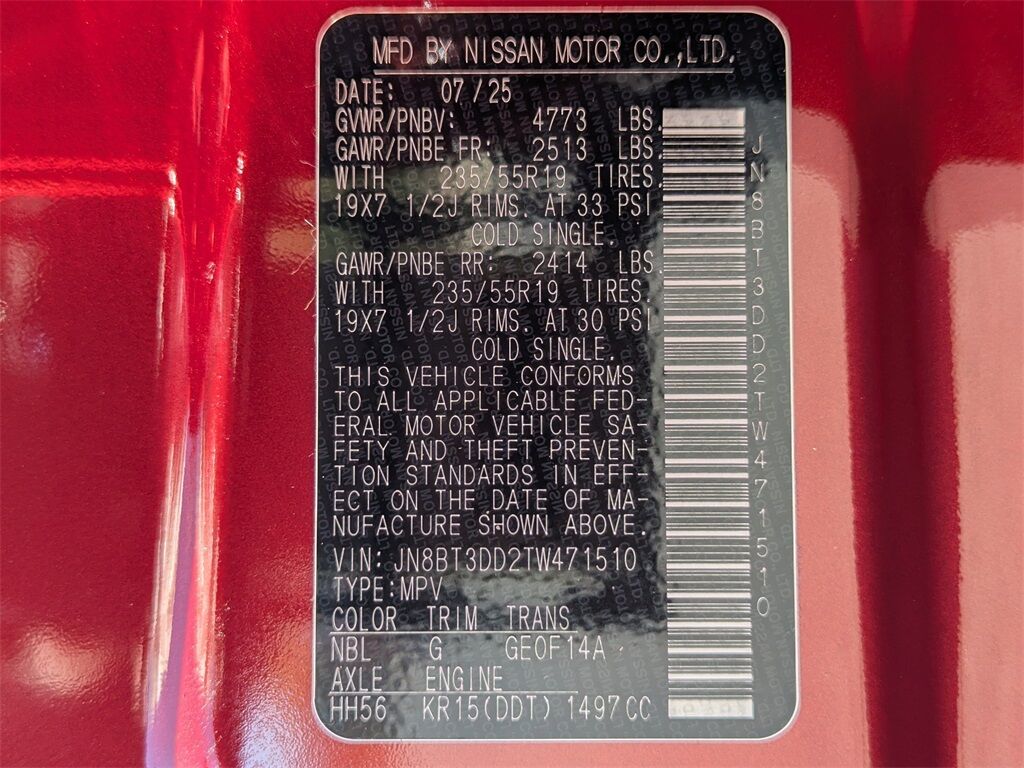 MFD BY NISSAN MOTOR CO.,LTD.
DATE: 07/25
GVWR/PNBV: 4773 LBS.
GAWR/PNBE FR: 2513 LBS.
WITH 235/55R19 TIRES.
19X7 1/2J RIMS. AT 33 PSI
COLD SINGLE.
GAWR/PNBE RR: 2414 LBS.
WITH 235/55R19 TIRES.
19X7 1/2J RIMS. AT 30 PSI
COLD SINGLE.
THIS VEHICLE CONFORMS
TO ALL APPLICABLE FED-
ERAL MOTOR VEHICLE SA-
FETY AND THEFT PREVEN-
TION STANDARDS IN EFF-
ECT ON THE DATE OF MA-
NUFACTURE SHOWN ABOVE.
VIN: JN8BT3DD2TW471510
TYPE:MPV
COLOR TRIM TRANS
NBL G GE0F14A
AXLE ENGINE
HH56 KR15(DDT) 1497CC
JN8BT3DD2TW471510